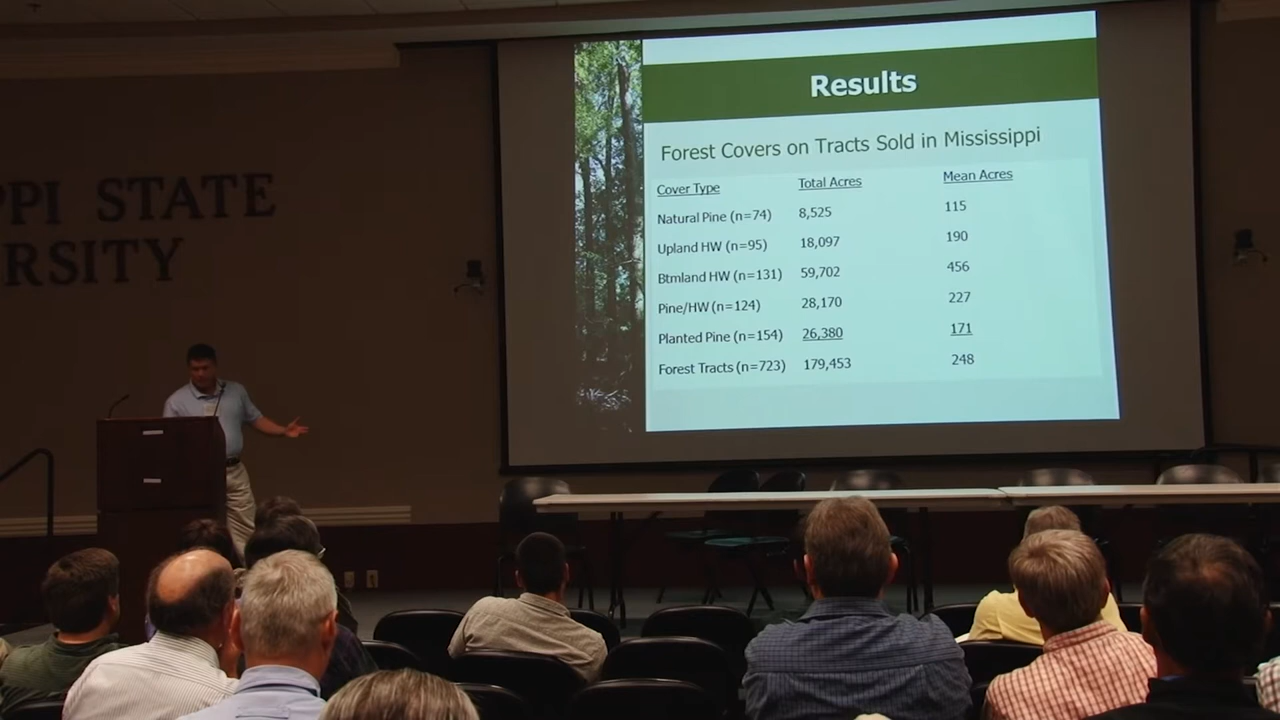 Results
Forest Covers on Tracts Sold in Mississippi
Cover Type Total Acres Mean Acres
Natural Pine (n=74) 8,525 115
Upland HW (n=95) 18,097 190
Btmland HW (n=131) 59,702 456
Pine/HW (n=124) 28,170 227
Planted Pine (n=154) 26,380 171
Forest Tracts (n=723) 179,453 248
PPI STATE
RSITY